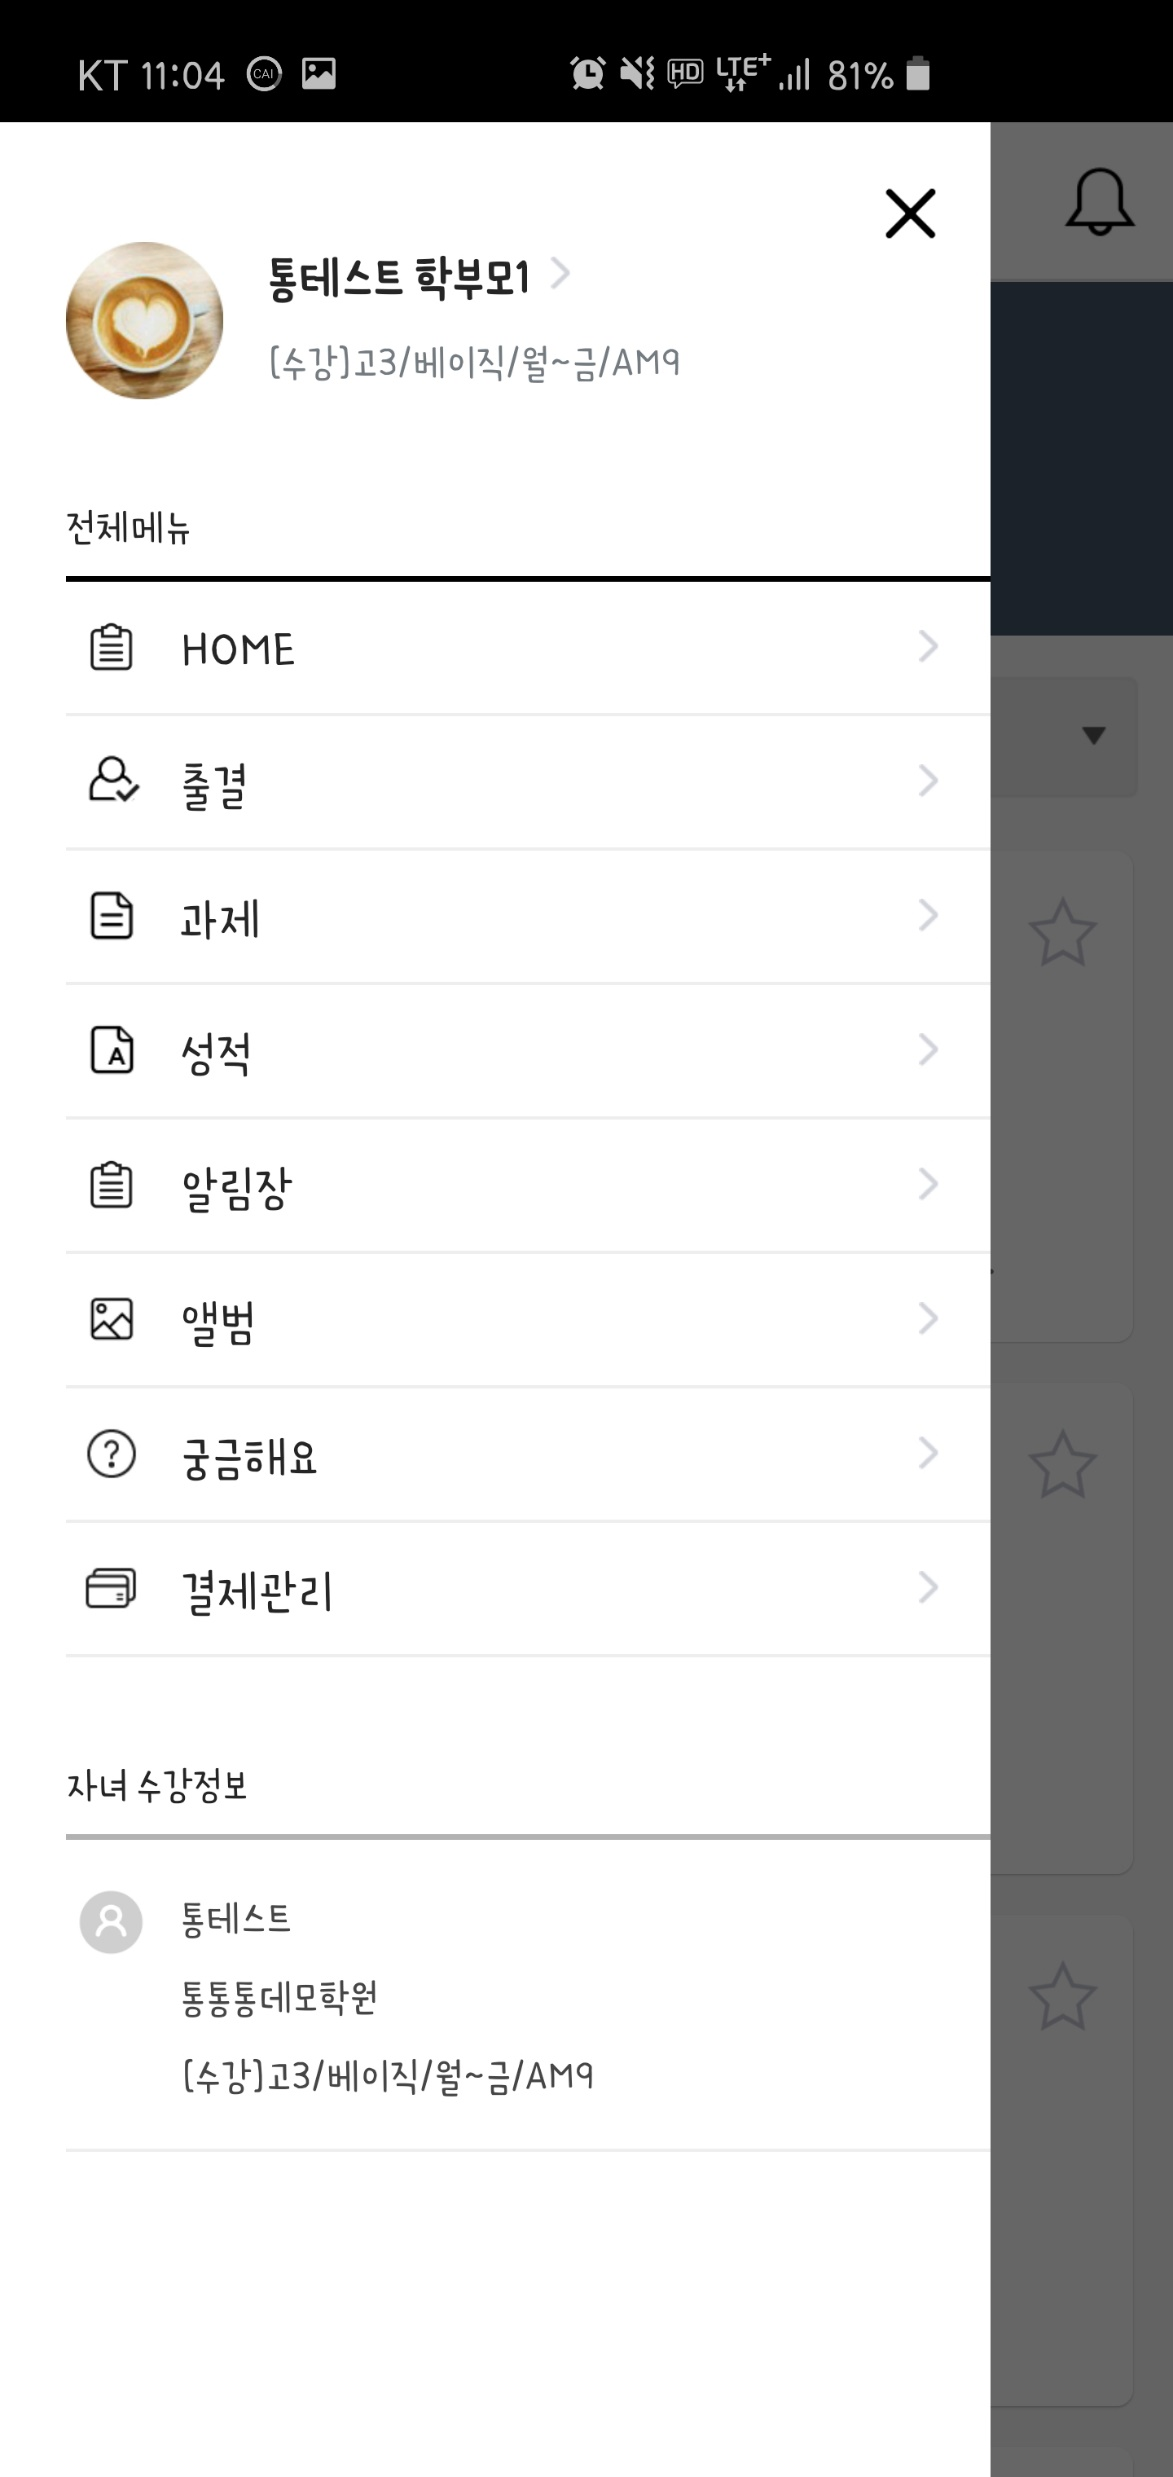 KT 11:04 CAI HD LTE+ 81%
통테스트 학부모1
[수강]고3/베이직/월~금/AM9
전체메뉴
HOME
출결
과제
A
성적
알림장
앨범
?
궁금해요
결제관리
자녀 수강정보
통테스트
통통통데모학원
[수강]고3/베이직/월~금/AM9